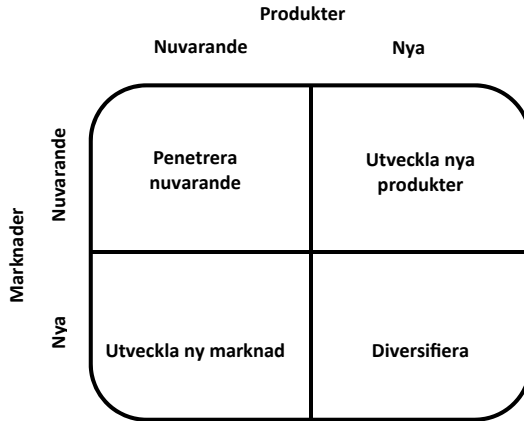 Produkter
Nuvarande
Nya
Marknader
Nuvarande
Penetrera
nuvarande
Utveckla nya
produkter
Nya
Utveckla ny marknad
Diversifiera